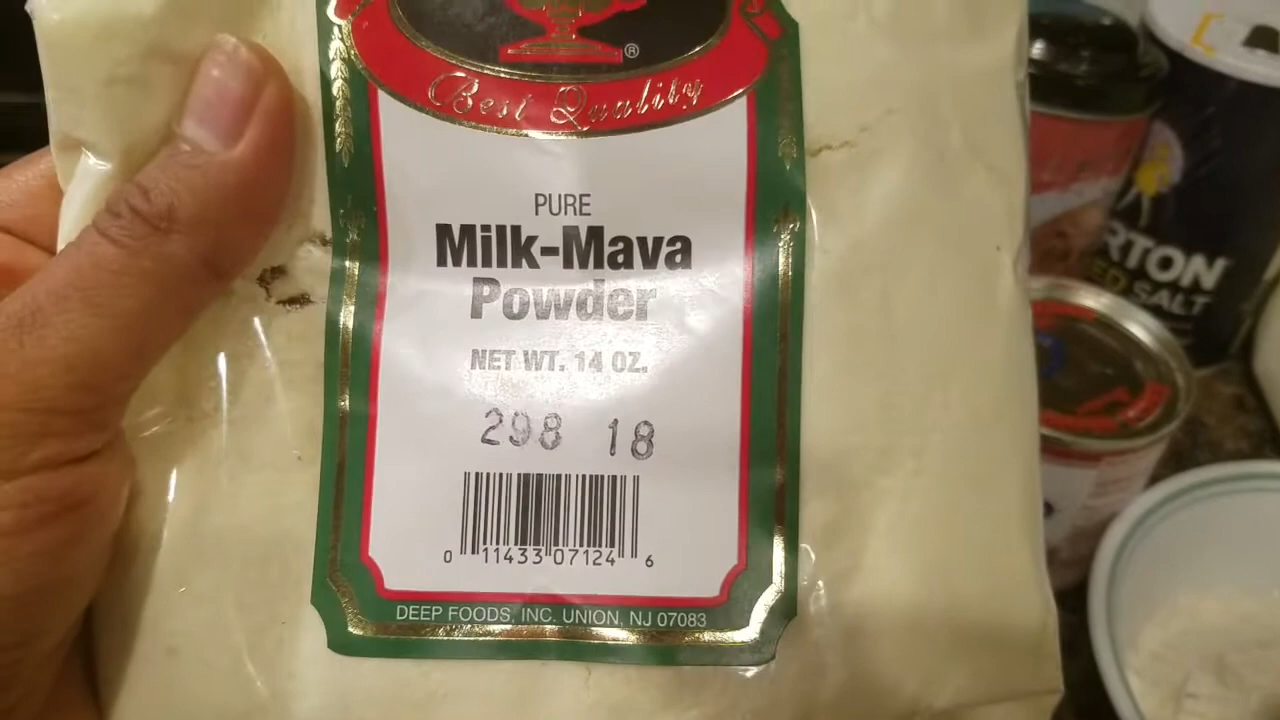 ®
Best Quality
PURE
Milk-Mava
Powder
NET WT. 14 OZ.
298 18
0 11433 07124 6
DEEP FOODS, INC. UNION, NJ 07083
RTON
SALT